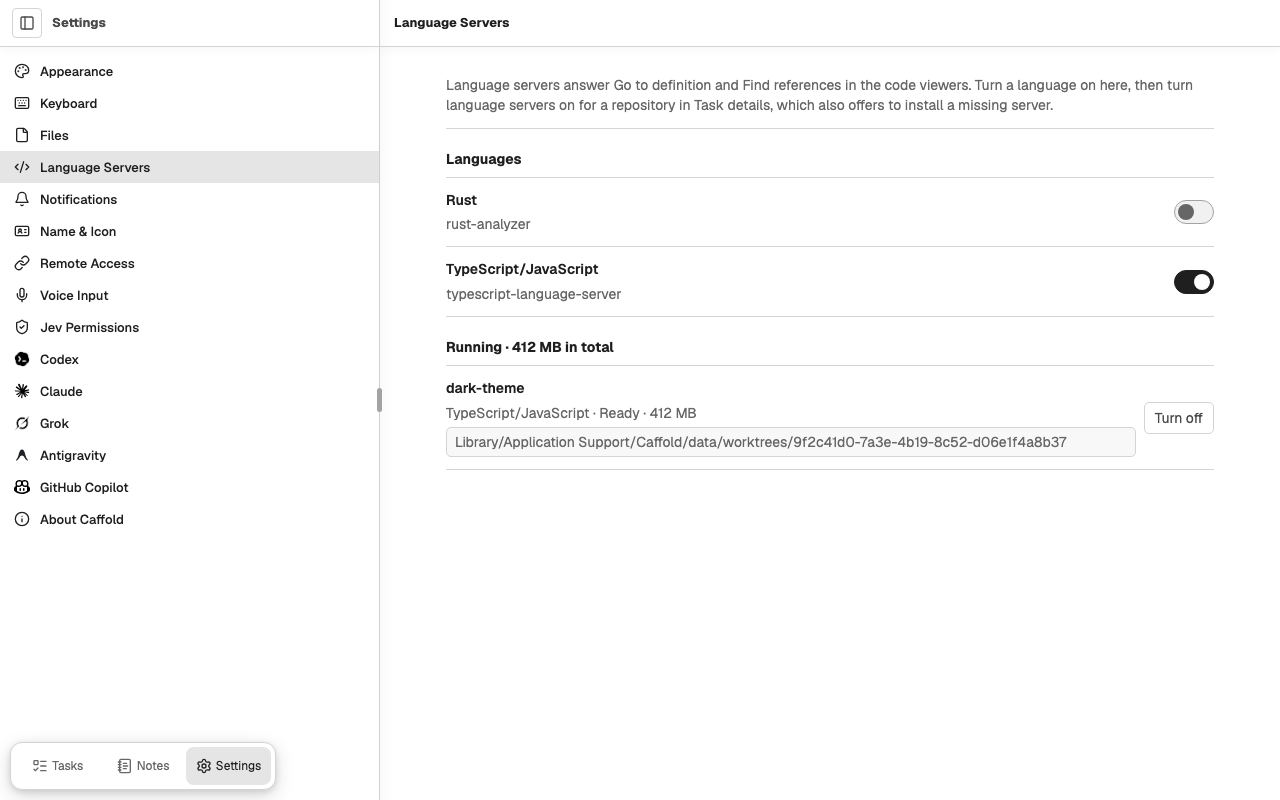 Settings
Appearance
Keyboard
Files
Language Servers
Notifications
Name & Icon
Remote Access
Voice Input
Jev Permissions
Codex
Claude
Grok
Antigravity
GitHub Copilot
About Caffold
Tasks
Notes
Settings
Language Servers
Language servers answer Go to definition and Find references in the code viewers. Turn a language on here, then turn
language servers on for a repository in Task details, which also offers to install a missing server.
Languages
Rust
rust-analyzer
TypeScript/JavaScript
typescript-language-server
Running · 412 MB in total
dark-theme
TypeScript/JavaScript · Ready · 412 MB
Library/Application Support/Caffold/data/worktrees/9f2c41d0-7a3e-4b19-8c52-d06e1f4a8b37
Turn off